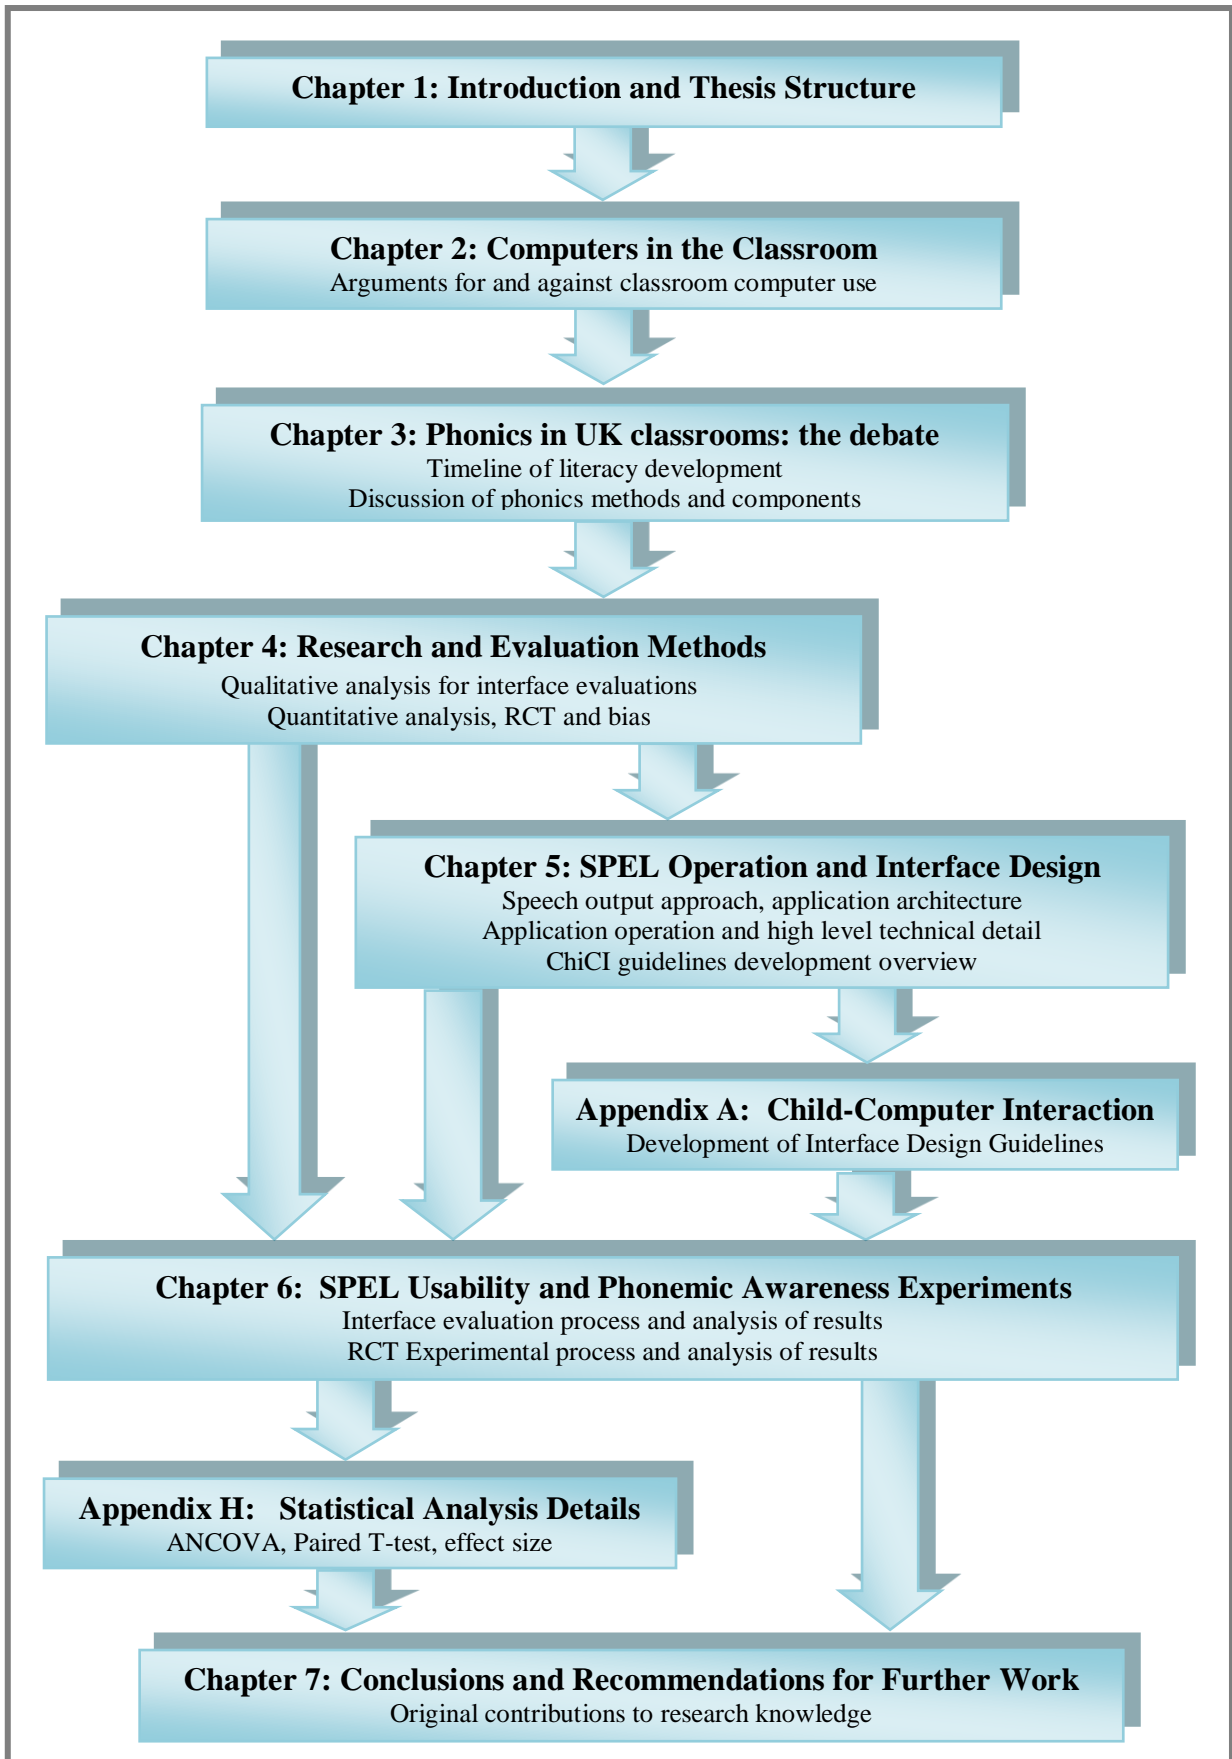 Chapter 1: Introduction and Thesis Structure
Chapter 2: Computers in the Classroom
Arguments for and against classroom computer use
Chapter 3: Phonics in UK classrooms: the debate
Timeline of literacy development
Discussion of phonics methods and components
Chapter 4: Research and Evaluation Methods
Qualitative analysis for interface evaluations
Quantitative analysis, RCT and bias
Chapter 5: SPEL Operation and Interface Design
Speech output approach, application architecture
Application operation and high level technical detail
ChiCI guidelines development overview
Appendix A:  Child-Computer Interaction
Development of Interface Design Guidelines
Chapter 6:  SPEL Usability and Phonemic Awareness Experiments
Interface evaluation process and analysis of results
RCT Experimental process and analysis of results
Appendix H:   Statistical Analysis Details
ANCOVA, Paired T-test, effect size
Chapter 7: Conclusions and Recommendations for Further Work
Original contributions to research knowledge